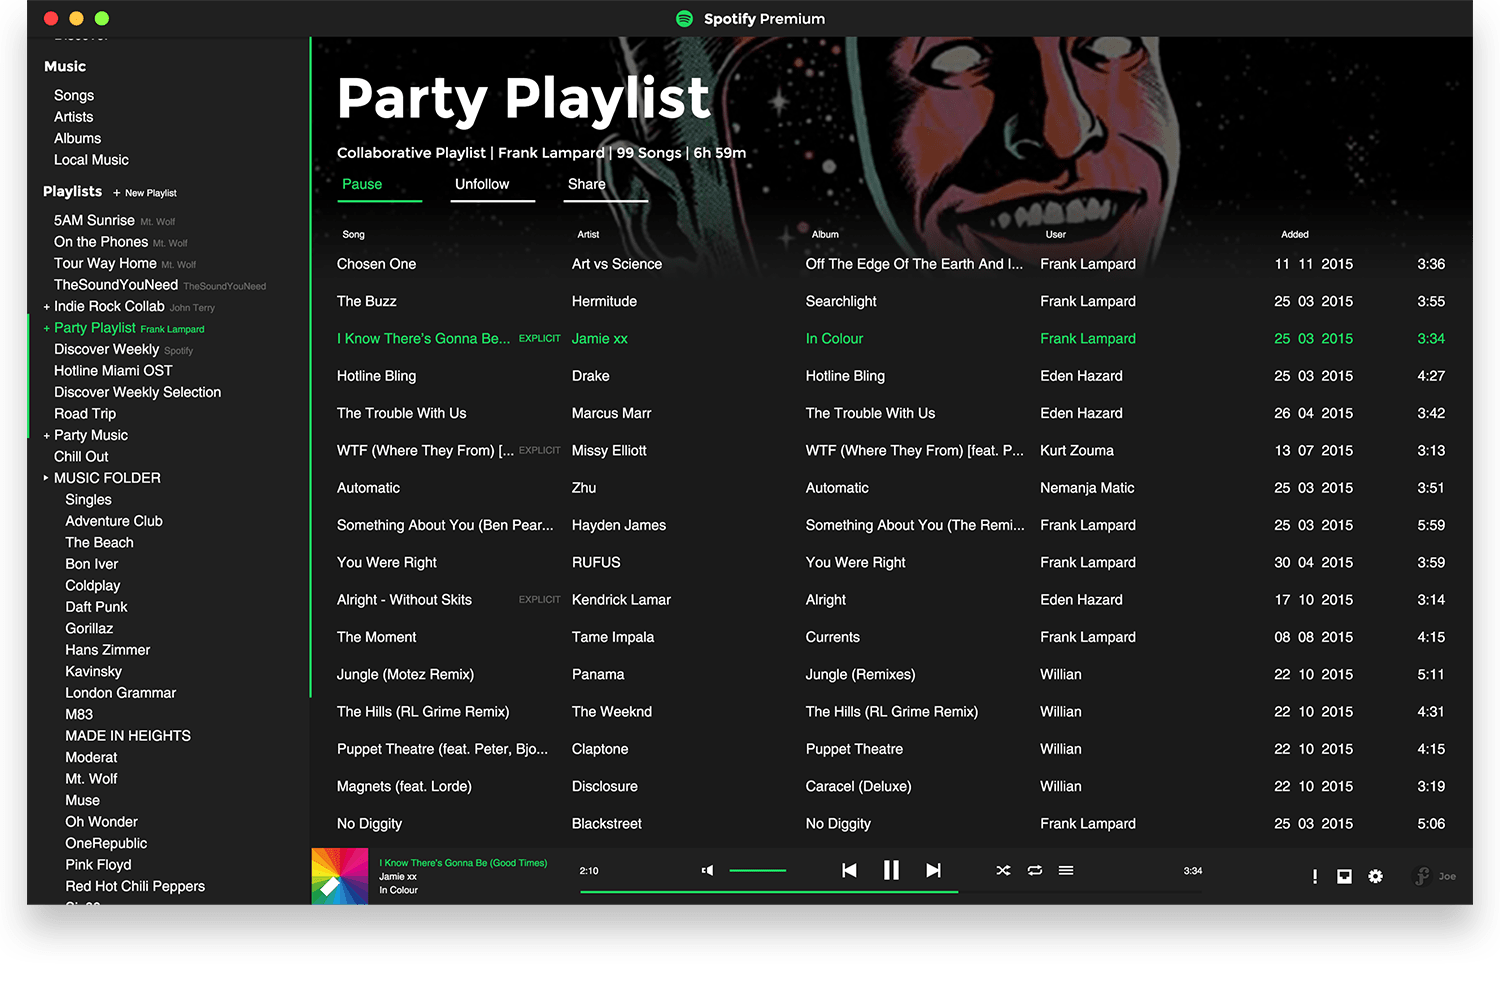 Spotify Premium
Music
Songs
Artists
Albums
Local Music
Playlists + New Playlist
5AM Sunrise Mt. Wolf
On the Phones Mt. Wolf
Tour Way Home Mt. Wolf
TheSoundYouNeed TheSoundYouNeed
+ Indie Rock Collab John Terry
+ Party Playlist Frank Lampard
Discover Weekly Spotify
Hotline Miami OST
Discover Weekly Selection
Road Trip
+ Party Music
Chill Out
MUSIC FOLDER
Singles
Adventure Club
The Beach
Bon Iver
Coldplay
Daft Punk
Gorillaz
Hans Zimmer
Kavinsky
London Grammar
M83
MADE IN HEIGHTS
Moderat
Mt. Wolf
Muse
Oh Wonder
OneRepublic
Pink Floyd
Red Hot Chili Peppers
Party Playlist
Collaborative Playlist | Frank Lampard | 99 Songs | 6h 59m
Pause Unfollow Share
Song Artist Album User Added
Chosen One Art vs Science Off The Edge Of The Earth And I... Frank Lampard 11 11 2015 3:36
The Buzz Hermitude Searchlight Frank Lampard 25 03 2015 3:55
I Know There's Gonna Be... EXPLICIT Jamie xx In Colour Frank Lampard 25 03 2015 3:34
Hotline Bling Drake Hotline Bling Eden Hazard 25 03 2015 4:27
The Trouble With Us Marcus Marr The Trouble With Us Eden Hazard 26 04 2015 3:42
WTF (Where They From) [... EXPLICIT Missy Elliott WTF (Where They From) [feat. P... Kurt Zouma 13 07 2015 3:13
Automatic Zhu Automatic Nemanja Matic 25 03 2015 3:51
Something About You (Ben Pear... Hayden James Something About You (The Remi... Frank Lampard 25 03 2015 5:59
You Were Right RUFUS You Were Right Frank Lampard 30 04 2015 3:59
Alright - Without Skits EXPLICIT Kendrick Lamar Alright Eden Hazard 17 10 2015 3:14
The Moment Tame Impala Currents Frank Lampard 08 08 2015 4:15
Jungle (Motez Remix) Panama Jungle (Remixes) Willian 22 10 2015 5:11
The Hills (RL Grime Remix) The Weeknd The Hills (RL Grime Remix) Willian 22 10 2015 4:31
Puppet Theatre (feat. Peter, Bjo... Claptone Puppet Theatre Willian 22 10 2015 4:15
Magnets (feat. Lorde) Disclosure Caracel (Deluxe) Willian 22 10 2015 3:19
No Diggity Blackstreet No Diggity Frank Lampard 25 03 2015 5:06
I Know There's Gonna Be (Good Times)
Jamie xx
In Colour
2:10
3:34
Joe